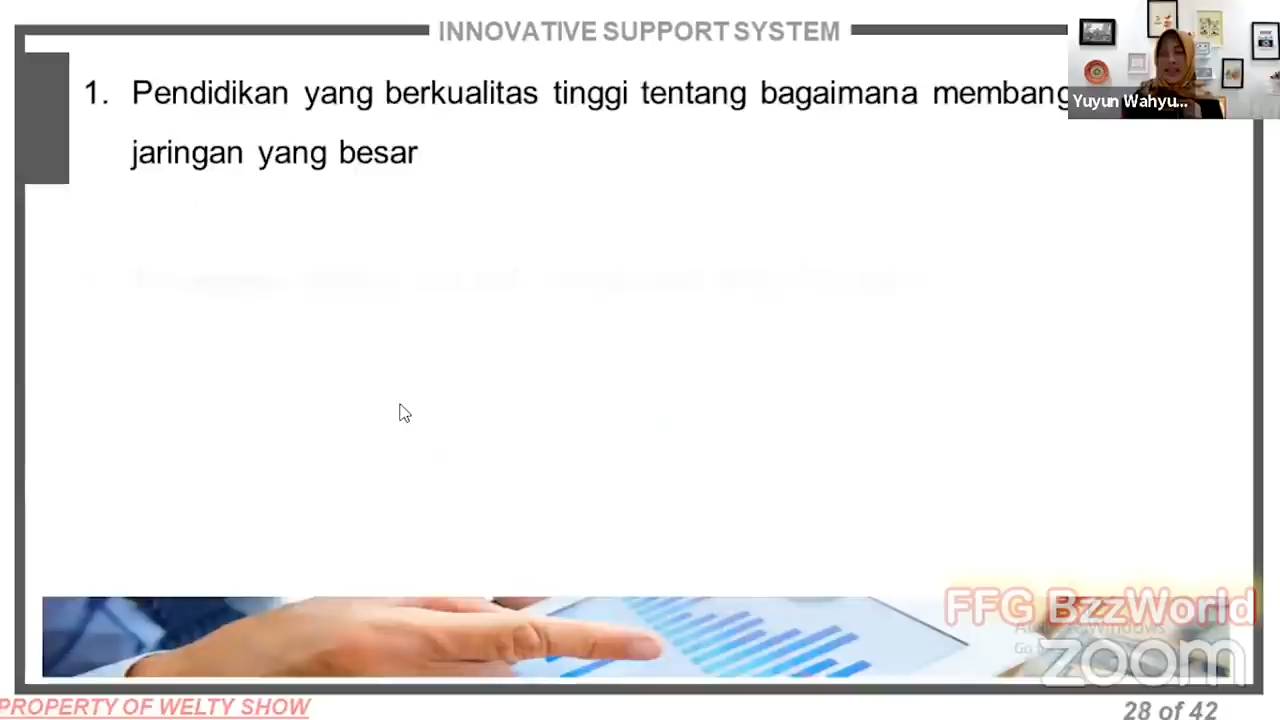 INNOVATIVE SUPPORT SYSTEM
1. Pendidikan yang berkualitas tinggi tentang bagaimana membang
jaringan yang besar
Yuyun Wahyu...
FFG BzzWorld
zoom
PROPERTY OF WELTY SHOW
28 of 42